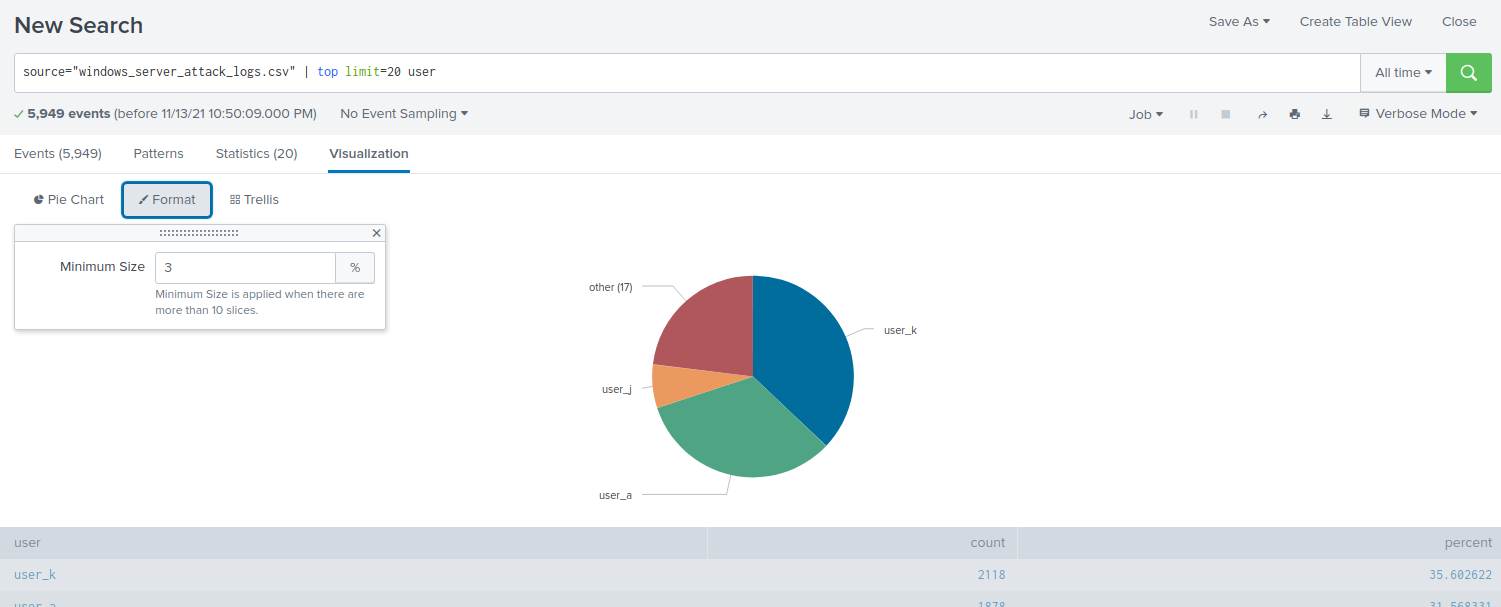 New Search
Save As
Create Table View
Close
source="windows_server_attack_logs.csv" | top limit=20 user
All time
5,949 events (before 11/13/21 10:50:09.000 PM)
No Event Sampling
Job
Verbose Mode
Events (5,949)
Patterns
Statistics (20)
Visualization
Pie Chart
Format
Trellis
Minimum Size
3
%
Minimum Size is applied when there are
more than 10 slices.
other (17)
user_k
user_j
user_a
user
count
percent
user_k
2118
35.602622
user_a
1878
31.568331